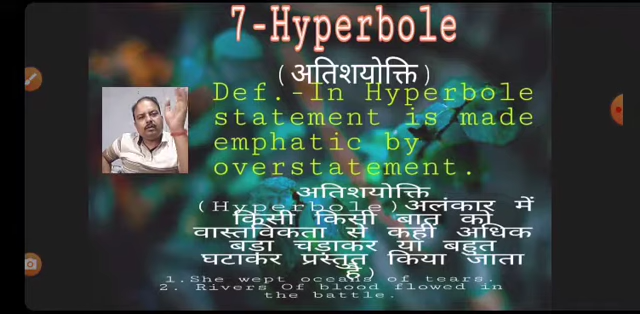 7-Hyperbole
(अतिशयोक्ति)
Def.-In Hyperbole
statement is made
emphatic by
overstatement.
अतिशयोक्ति
(Hyperbole) अलंकार में
किसी किसी बात को
वास्तविकता से कहीं अधिक
बड़ा चड़ाकर या बहुत
घटाकर प्रस्तुत किया जाता
है)
1.She wept oceans of tears.
2. Rivers Of blood flowed in
the battle.